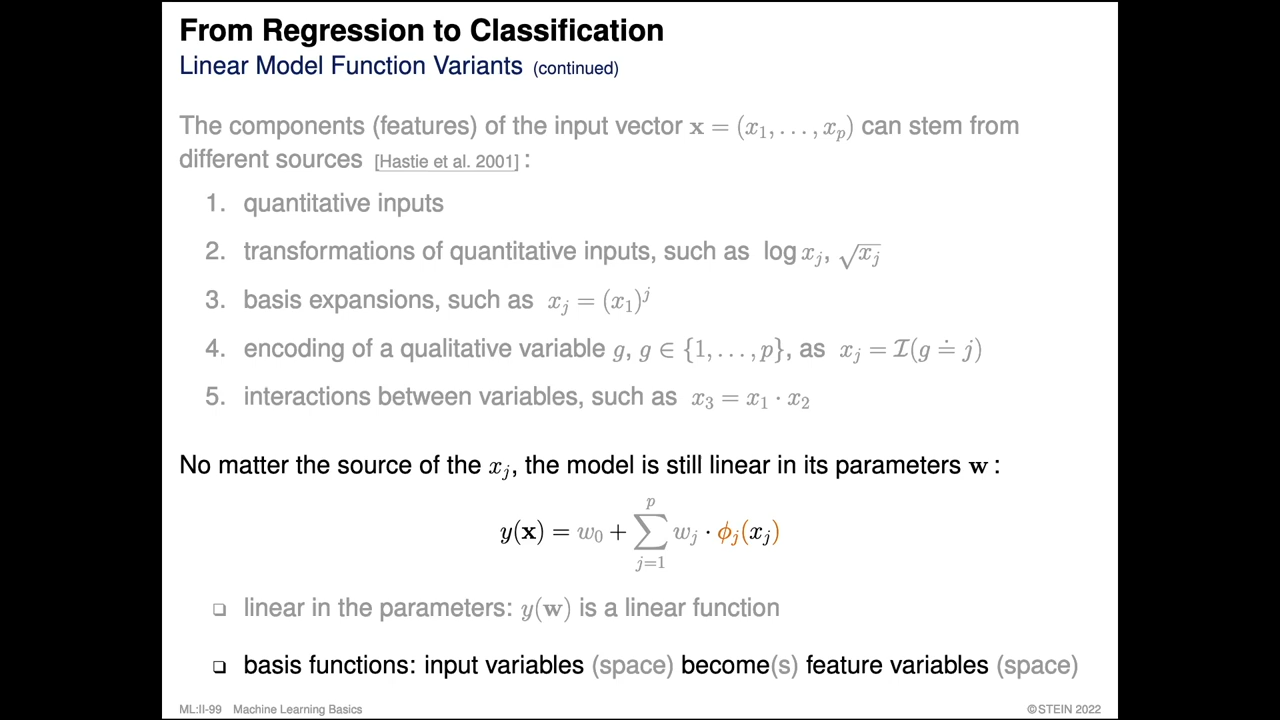 From Regression to Classification
Linear Model Function Variants (continued)
The components (features) of the input vector x = (x₁, . . . , xₚ) can stem from
different sources [Hastie et al. 2001] :
1. quantitative inputs
2. transformations of quantitative inputs, such as log xⱼ, √xⱼ
3. basis expansions, such as xⱼ = (x₁)ʲ
4. encoding of a qualitative variable g, g ∈ {1, . . . , p}, as xⱼ = I(g ≐ j)
5. interactions between variables, such as x₃ = x₁ · x₂
No matter the source of the xⱼ, the model is still linear in its parameters w :
y(x) = w₀ + ∑ⱼ₌₁ᵖ wⱼ · ϕⱼ(xⱼ)
❑ linear in the parameters: y(w) is a linear function
❑ basis functions: input variables (space) become(s) feature variables (space)
ML:II-99 Machine Learning Basics ©STEIN 2022